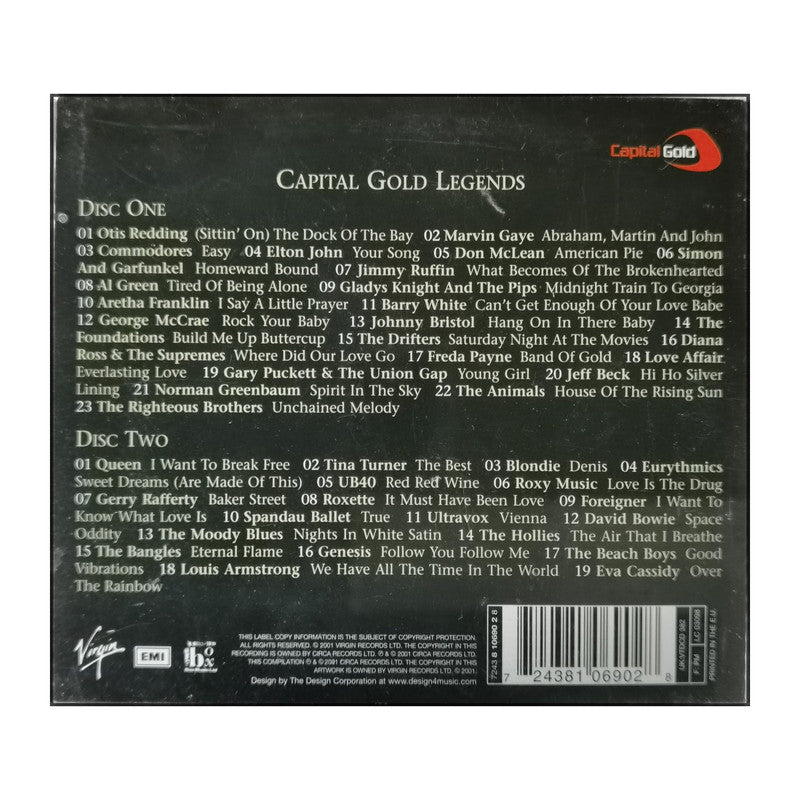 Capital Gold
CAPITAL GOLD LEGENDS
DISC ONE
01 Otis Redding (Sittin' On) The Dock Of The Bay 02 Marvin Gaye Abraham, Martin And John
03 Commodores Easy 04 Elton John Your Song 05 Don McLean American Pie 06 Simon
And Garfunkel Homeward Bound 07 Jimmy Ruffin What Becomes Of The Brokenhearted
08 Al Green Tired Of Being Alone 09 Gladys Knight And The Pips Midnight Train To Georgia
10 Aretha Franklin I Say A Little Prayer 11 Barry White Can't Get Enough Of Your Love Babe
12 George McCrae Rock Your Baby 13 Johnny Bristol Hang On In There Baby 14 The
Foundations Build Me Up Buttercup 15 The Drifters Saturday Night At The Movies 16 Diana
Ross & The Supremes Where Did Our Love Go 17 Freda Payne Band Of Gold 18 Love Affair
Everlasting Love 19 Gary Puckett & The Union Gap Young Girl 20 Jeff Beck Hi Ho Silver
Lining 21 Norman Greenbaum Spirit In The Sky 22 The Animals House Of The Rising Sun
23 The Righteous Brothers Unchained Melody
DISC TWO
01 Queen I Want To Break Free 02 Tina Turner The Best 03 Blondie Denis 04 Eurythmics
Sweet Dreams (Are Made Of This) 05 UB40 Red Red Wine 06 Roxy Music Love Is The Drug
07 Gerry Rafferty Baker Street 08 Roxette It Must Have Been Love 09 Foreigner I Want To
Know What Love Is 10 Spandau Ballet True 11 Ultravox Vienna 12 David Bowie Space
Oddity 13 The Moody Blues Nights In White Satin 14 The Hollies The Air That I Breathe
15 The Bangles Eternal Flame 16 Genesis Follow You Follow Me 17 The Beach Boys Good
Vibrations 18 Louis Armstrong We Have All The Time In The World 19 Eva Cassidy Over
The Rainbow
Virgin
EMI
box
THIS LABEL COPY INFORMATION IS THE SUBJECT OF COPYRIGHT PROTECTION.
© 2001 VIRGIN RECORDS LTD. THE COPYRIGHT IN THIS
RECORDING IS OWNED BY CIRCA RECORDS LTD. ℗ & © 2001 CIRCA RECORDS LTD.
THIS COMPILATION ℗ & © 2001 CIRCA RECORDS LTD. THE COPYRIGHT IN THIS
ARTWORK IS OWNED BY VIRGIN RECORDS LTD. © 2001.
Design by The Design Corporation at www.design4music.com
7243 8 10690 2 8
7 24381 06902
UK:VTDCD 382
F: PM
LC 03098
PRINTED IN THE E.U.